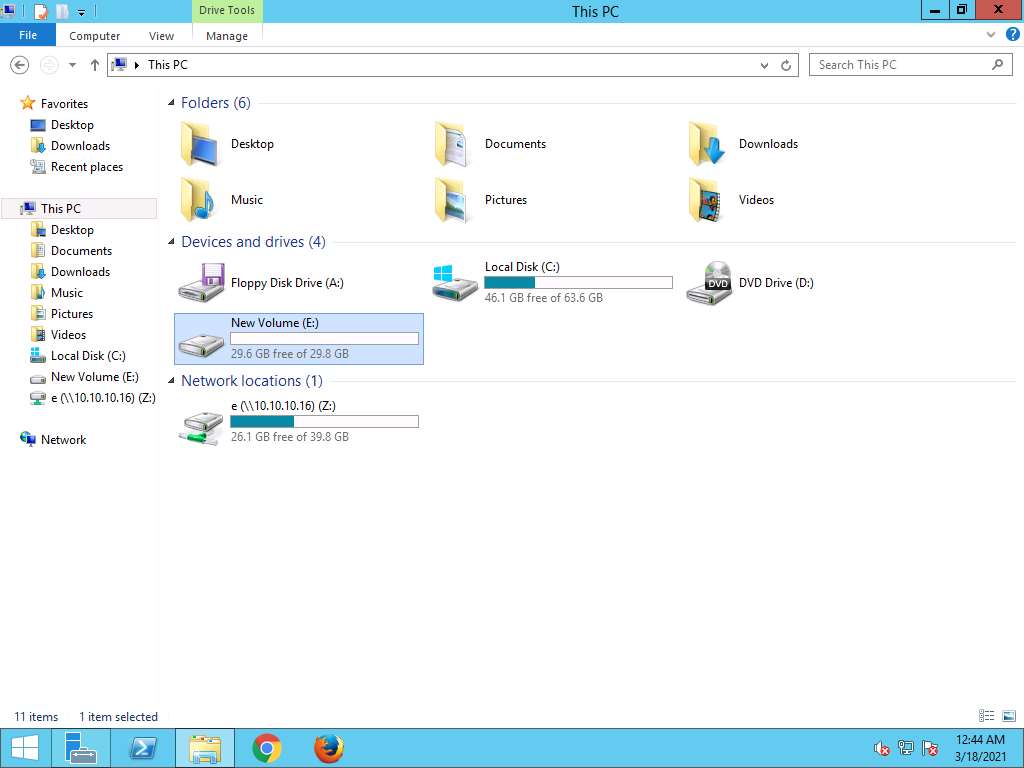 Drive Tools
This PC
File
Computer
View
Manage
This PC
Search This PC
Favorites
Desktop
Downloads
Recent places
This PC
Desktop
Documents
Downloads
Music
Pictures
Videos
Local Disk (C:)
New Volume (E:)
e (\\10.10.10.16) (Z:)
Network
Folders (6)
Desktop
Documents
Downloads
Music
Pictures
Videos
Devices and drives (4)
Floppy Disk Drive (A:)
Local Disk (C:)
46.1 GB free of 63.6 GB
DVD
DVD Drive (D:)
New Volume (E:)
29.6 GB free of 29.8 GB
Network locations (1)
e (\\10.10.10.16) (Z:)
26.1 GB free of 39.8 GB
11 items
1 item selected
12:44 AM
3/18/2021